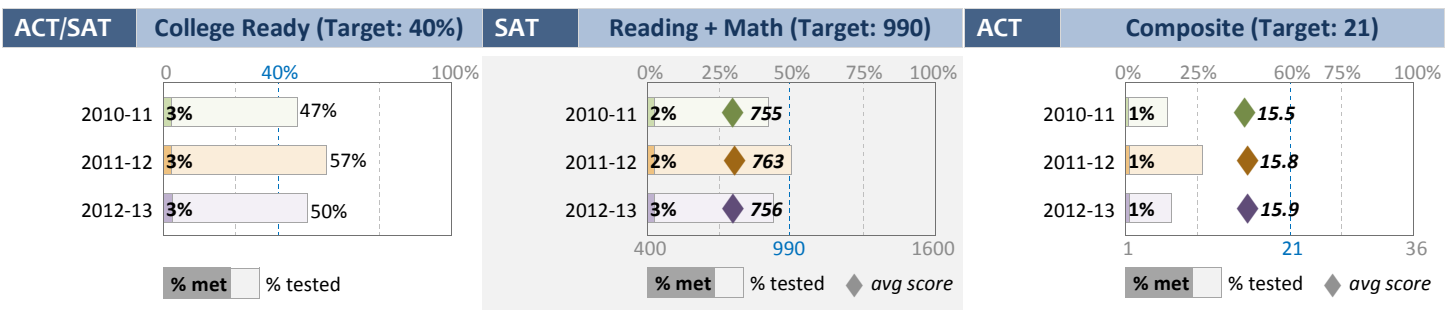 ACT/SAT College Ready (Target: 40%)
0 40% 100%
2010-11 3% 47%
2011-12 3% 57%
2012-13 3% 50%
% met % tested
SAT Reading + Math (Target: 990)
0% 25% 50% 75% 100%
2010-11 2% 755
2011-12 2% 763
2012-13 3% 756
400 990 1600
% met % tested avg score
ACT Composite (Target: 21)
0% 25% 60% 75% 100%
2010-11 1% 15.5
2011-12 1% 15.8
2012-13 1% 15.9
1 21 36
% met % tested avg score